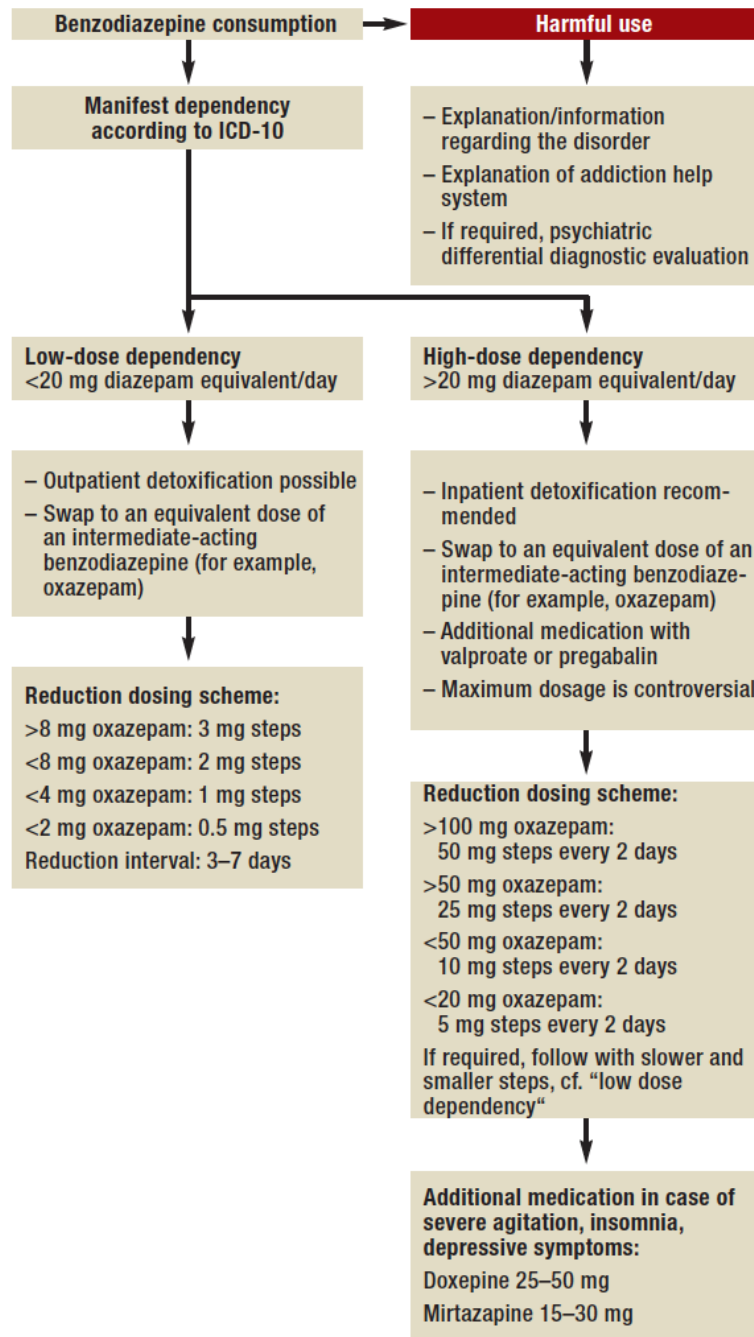 Benzodiazepine consumption
Harmful use
Manifest dependency
according to ICD-10
– Explanation/information
regarding the disorder
– Explanation of addiction help
system
– If required, psychiatric
differential diagnostic evaluation
Low-dose dependency
<20 mg diazepam equivalent/day
High-dose dependency
>20 mg diazepam equivalent/day
– Outpatient detoxification possible
– Swap to an equivalent dose of
an intermediate-acting
benzodiazepine (for example,
oxazepam)
– Inpatient detoxification recom-
mended
– Swap to an equivalent dose of an
intermediate-acting benzodiaze-
pine (for example, oxazepam)
– Additional medication with
valproate or pregabalin
– Maximum dosage is controversial
Reduction dosing scheme:
>8 mg oxazepam: 3 mg steps
<8 mg oxazepam: 2 mg steps
<4 mg oxazepam: 1 mg steps
<2 mg oxazepam: 0.5 mg steps
Reduction interval: 3–7 days
Reduction dosing scheme:
>100 mg oxazepam:
50 mg steps every 2 days
>50 mg oxazepam:
25 mg steps every 2 days
<50 mg oxazepam:
10 mg steps every 2 days
<20 mg oxazepam:
5 mg steps every 2 days
If required, follow with slower and
smaller steps, cf. “low dose
dependency“
Additional medication in case of
severe agitation, insomnia,
depressive symptoms:
Doxepine 25–50 mg
Mirtazapine 15–30 mg